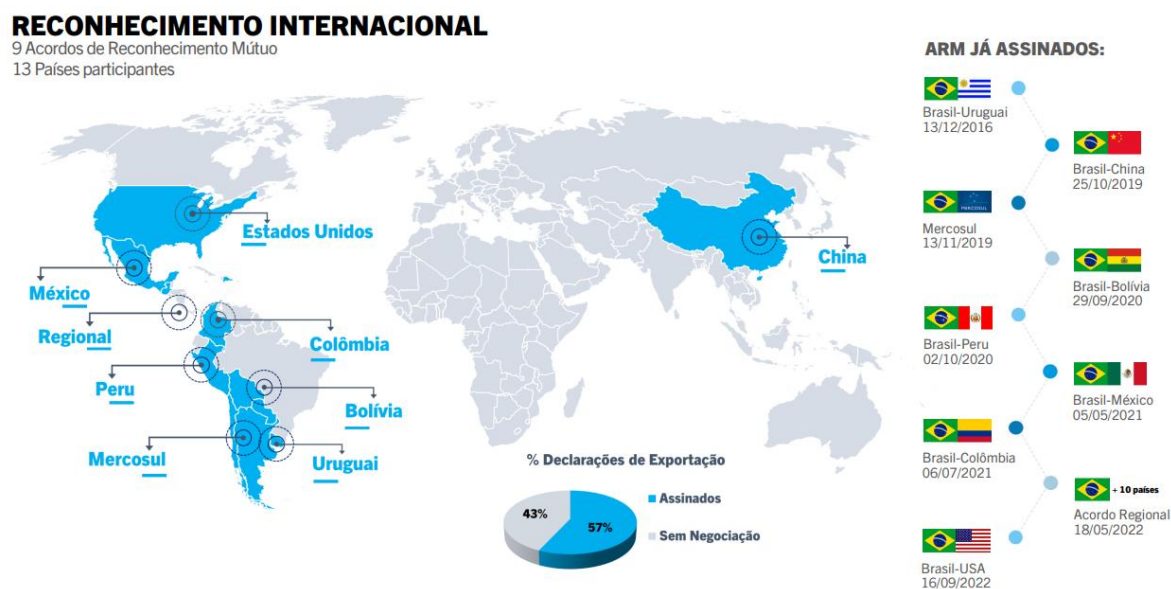 RECONHECIMENTO INTERNACIONAL
9 Acordos de Reconhecimento Mútuo
13 Países participantes
Estados Unidos
México
Regional
Colômbia
Peru
Bolívia
Mercosul
Uruguai
China
% Declarações de Exportação
43%
57%
Assinados
Sem Negociação
ARM JÁ ASSINADOS:
Brasil-Uruguai
13/12/2016
Brasil-China
25/10/2019
Mercosul
13/11/2019
Brasil-Bolívia
29/09/2020
Brasil-Peru
02/10/2020
Brasil-México
05/05/2021
Brasil-Colômbia
06/07/2021
+ 10 países
Acordo Regional
18/05/2022
Brasil-USA
16/09/2022